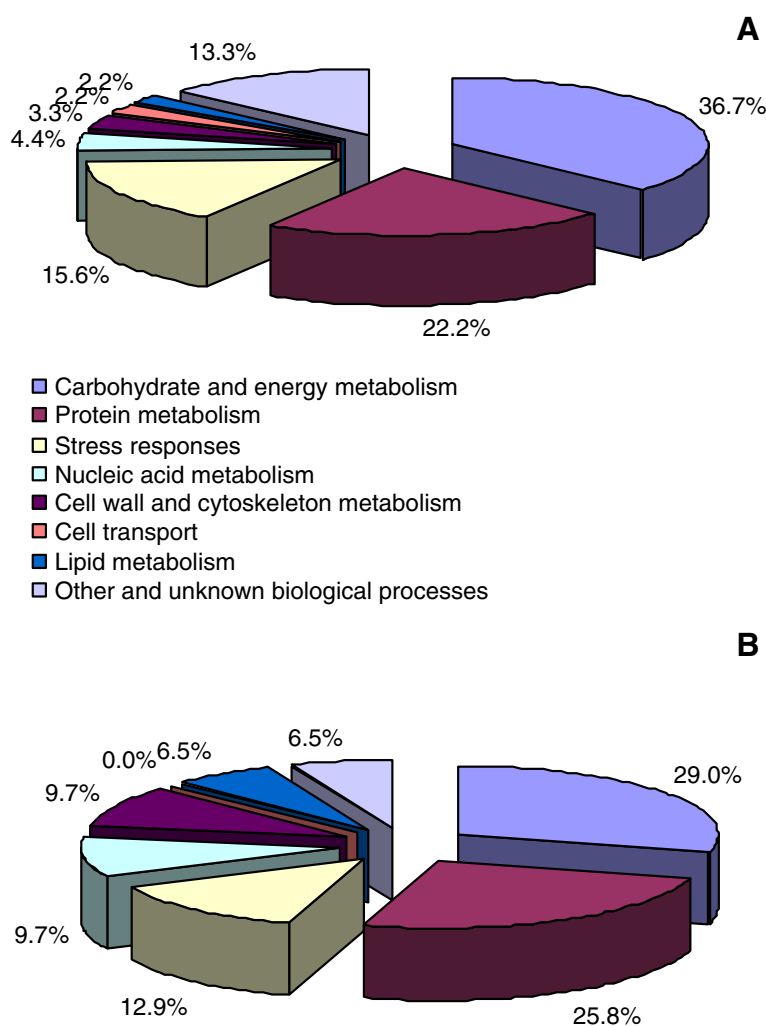 A
13.3%
36.7%
2.2%
2.2%
3.3%
4.4%
15.6%
22.2%
Carbohydrate and energy metabolism
Protein metabolism
Stress responses
Nucleic acid metabolism
Cell wall and cytoskeleton metabolism
Cell transport
Lipid metabolism
Other and unknown biological processes
B
6.5%
0.0% 6.5%
29.0%
9.7%
9.7%
12.9%
25.8%